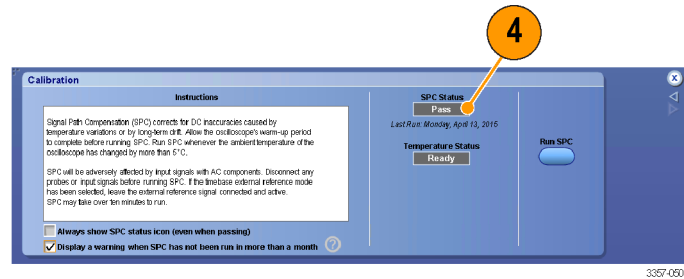 4
Calibration
Instructions
Signal Path Compensation (SPC) corrects for DC inaccuracies caused by
temperature variations or by long-term drift. Allow the oscilloscope's warm-up period
to complete before running SPC. Run SPC whenever the ambient temperature of the
oscilloscope has changed by more than 5°C.
SPC will be adversely affected by input signals with AC components. Disconnect any
probes or input signals before running SPC. If the timebase external reference mode
has been selected, leave the external reference signal connected and active.
SPC may take over ten minutes to run.
Always show SPC status icon (even when passing)
Display a warning when SPC has not been run in more than a month
SPC Status
Pass
Last Run: Monday, April 13, 2015
Temperature Status
Ready
Run SPC
3357-050